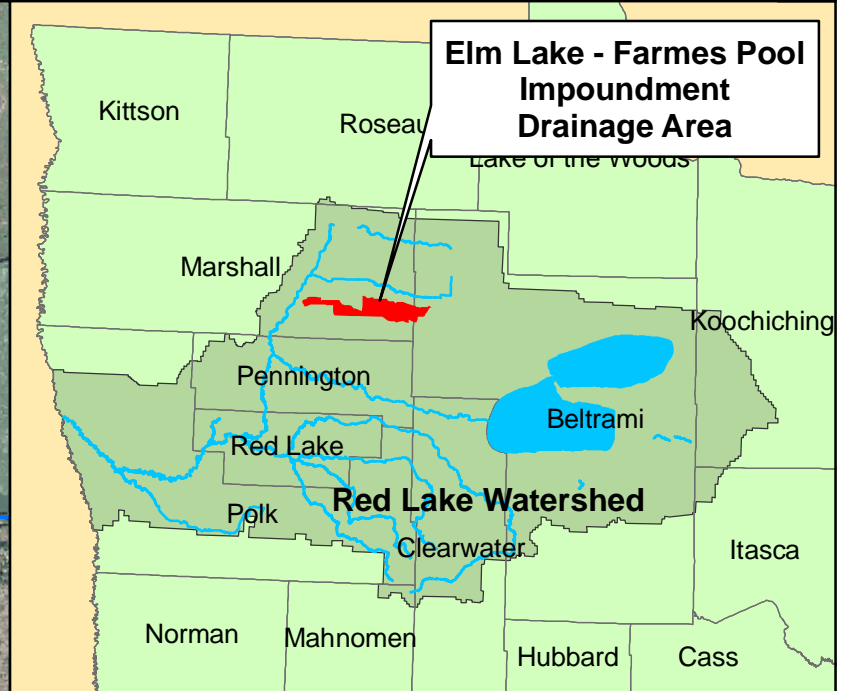 Elm Lake - Farmes Pool
Impoundment
Drainage Area
Kittson
Roseau
Lake of the Woods
Marshall
Koochiching
Pennington
Beltrami
Red Lake
Red Lake Watershed
Polk
Clearwater
Itasca
Norman
Mahnomen
Hubbard
Cass